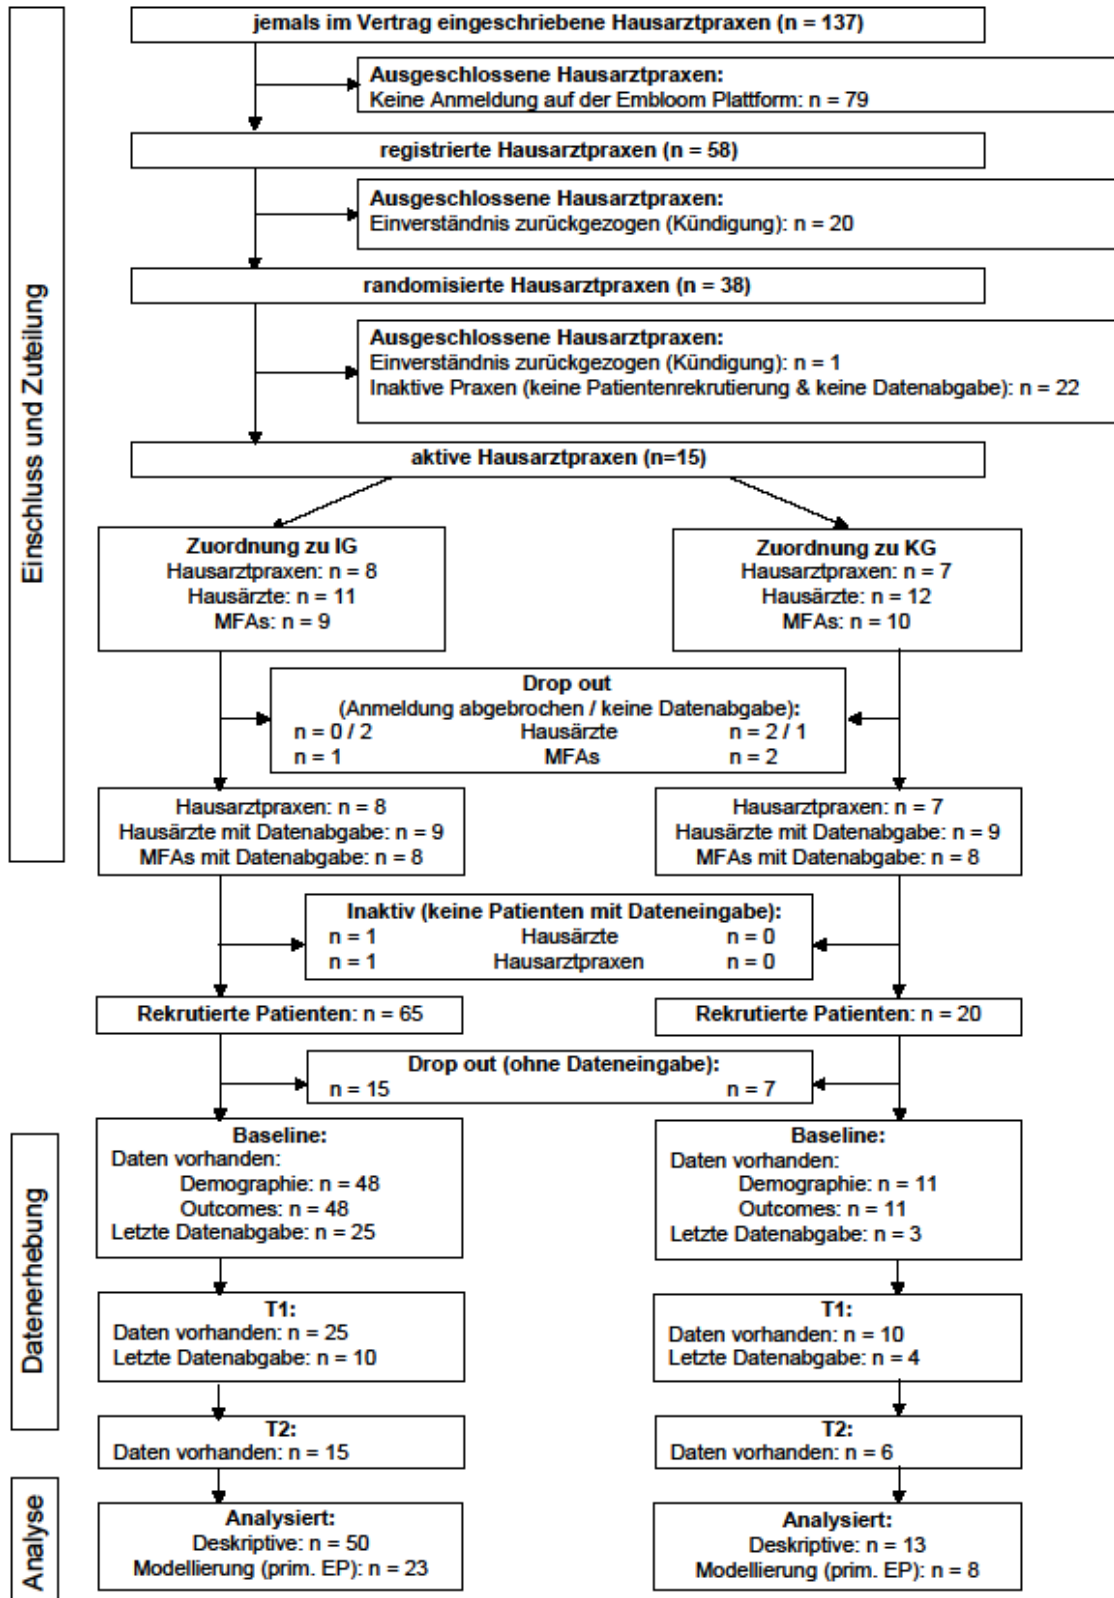 jemals im Vertrag eingeschriebene Hausarztpraxen (n = 137)
Ausgeschlossene Hausarztpraxen:
Keine Anmeldung auf der Embloom Plattform: n = 79
registrierte Hausarztpraxen (n = 58)
Ausgeschlossene Hausarztpraxen:
Einverständnis zurückgezogen (Kündigung): n = 20
randomisierte Hausarztpraxen (n = 38)
Ausgeschlossene Hausarztpraxen:
Einverständnis zurückgezogen (Kündigung): n = 1
Inaktive Praxen (keine Patientenrekrutierung & keine Datenabgabe): n = 22
aktive Hausarztpraxen (n=15)
Einschluss und Zuteilung
Zuordnung zu IG
Hausarztpraxen: n = 8
Hausärzte: n = 11
MFAs: n = 9
Zuordnung zu KG
Hausarztpraxen: n = 7
Hausärzte: n = 12
MFAs: n = 10
Drop out
(Anmeldung abgebrochen / keine Datenabgabe):
n = 0 / 2 Hausärzte n = 2 / 1
n = 1 MFAs n = 2
Hausarztpraxen: n = 8
Hausärzte mit Datenabgabe: n = 9
MFAs mit Datenabgabe: n = 8
Hausarztpraxen: n = 7
Hausärzte mit Datenabgabe: n = 9
MFAs mit Datenabgabe: n = 8
Inaktiv (keine Patienten mit Dateneingabe):
n = 1 Hausärzte n = 0
n = 1 Hausarztpraxen n = 0
Rekrutierte Patienten: n = 65
Rekrutierte Patienten: n = 20
Drop out (ohne Dateneingabe):
n = 15 n = 7
Datenerhebung
Baseline:
Daten vorhanden:
Demographie: n = 48
Outcomes: n = 48
Letzte Datenabgabe: n = 25
Baseline:
Daten vorhanden:
Demographie: n = 11
Outcomes: n = 11
Letzte Datenabgabe: n = 3
T1:
Daten vorhanden: n = 25
Letzte Datenabgabe: n = 10
T1:
Daten vorhanden: n = 10
Letzte Datenabgabe: n = 4
T2:
Daten vorhanden: n = 15
T2:
Daten vorhanden: n = 6
Analyse
Analysiert:
Deskriptive: n = 50
Modellierung (prim. EP): n = 23
Analysiert:
Deskriptive: n = 13
Modellierung (prim. EP): n = 8